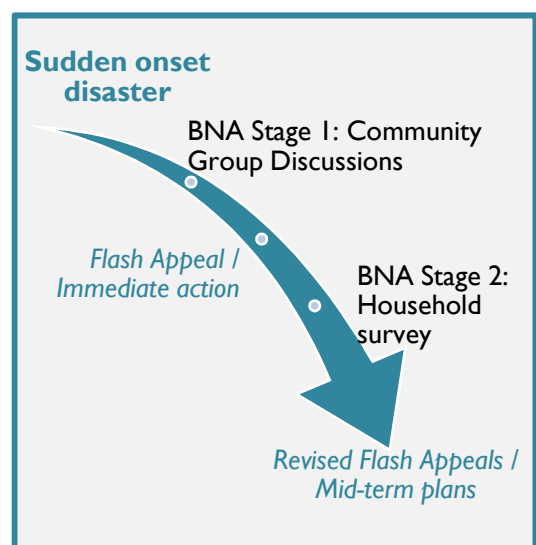 Sudden onset
disaster
BNA Stage 1: Community
Group Discussions
Flash Appeal /
Immediate action
BNA Stage 2:
Household
survey
Revised Flash Appeals /
Mid-term plans